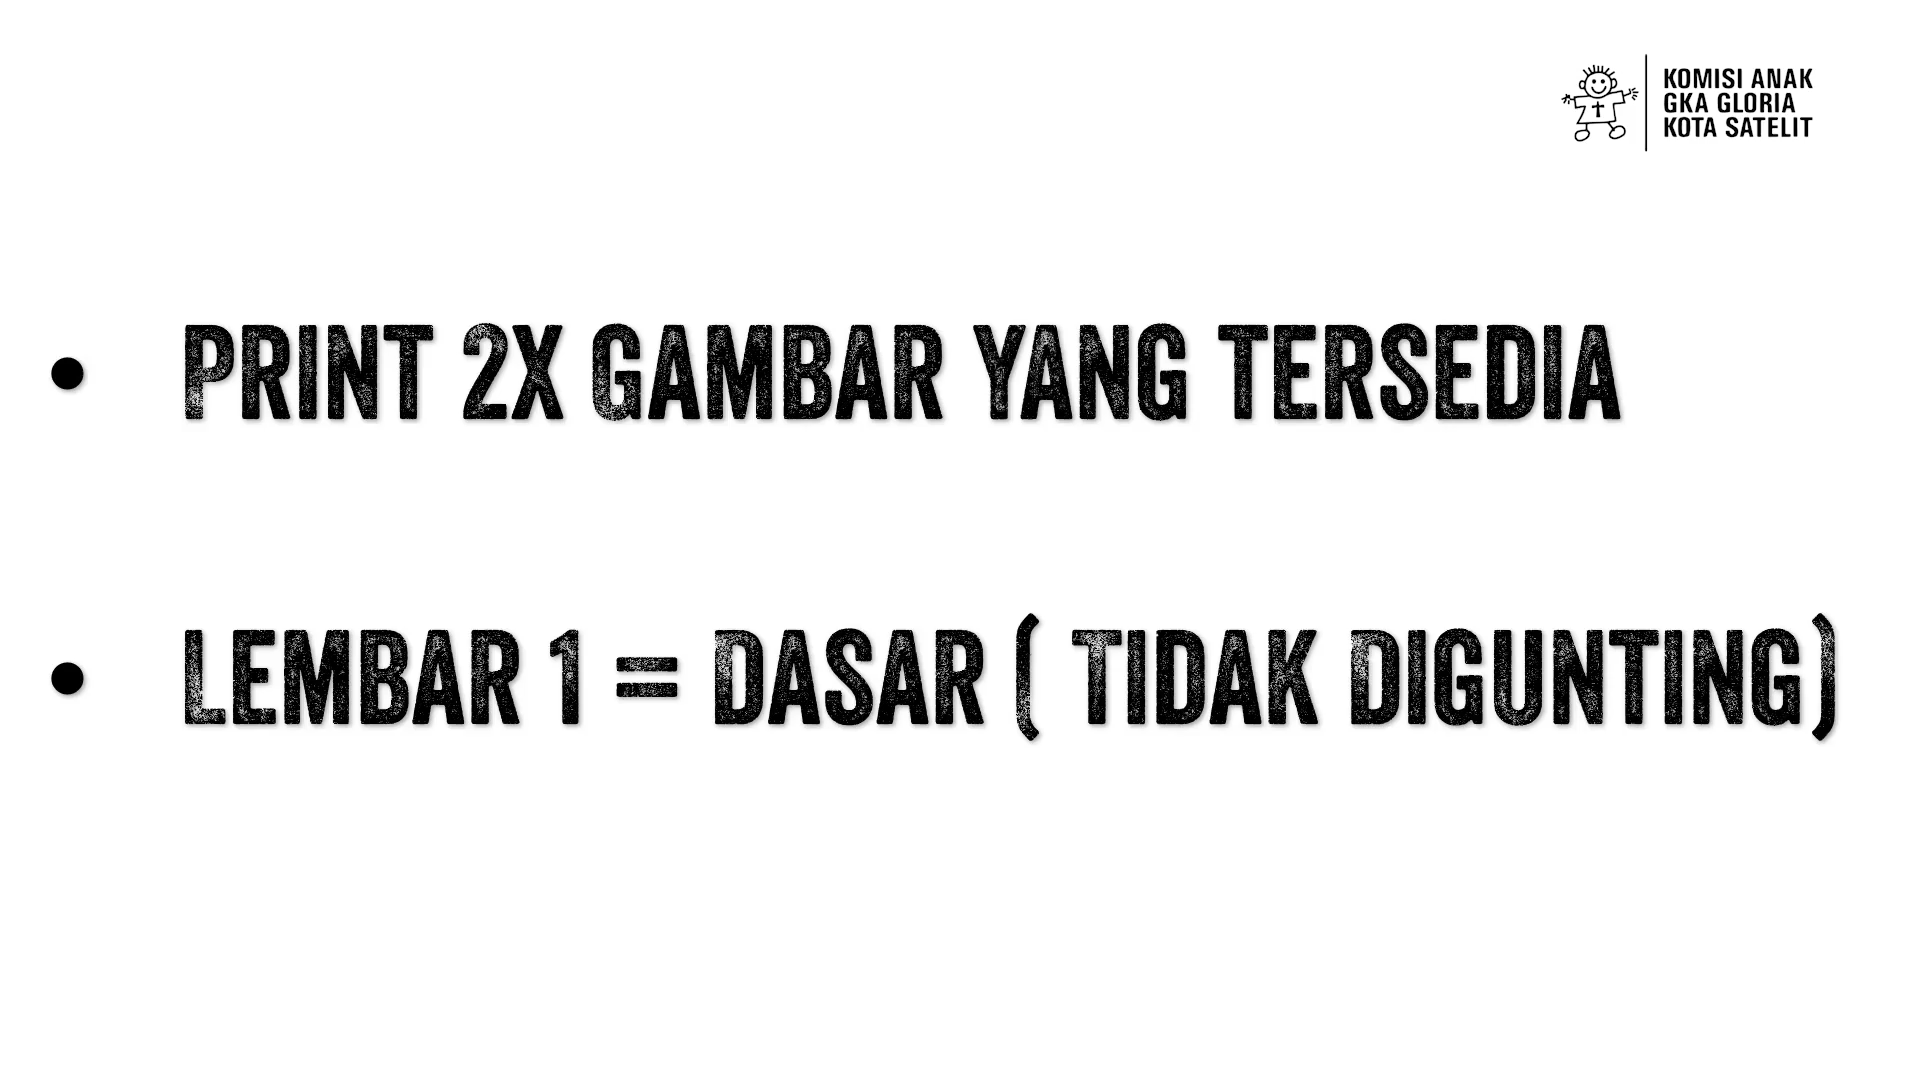 KOMISI ANAK
GKA GLORIA
KOTA SATELIT
• PRINT 2X GAMBAR YANG TERSEDIA
• LEMBAR 1 = DASAR ( TIDAK DIGUNTING)